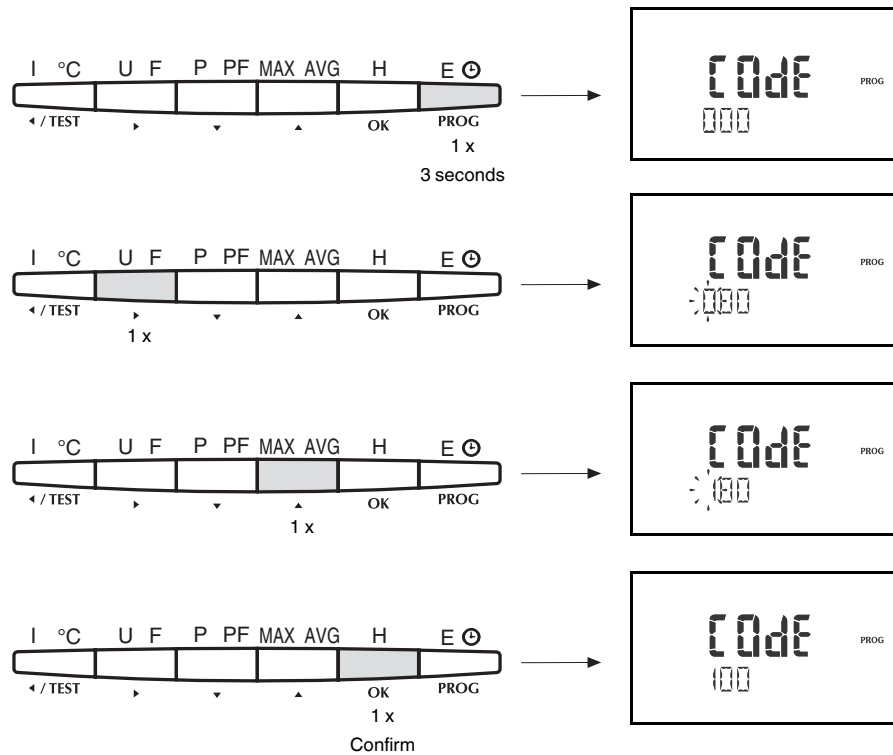 I °C U F P PF MAX AVG H E
/ TEST OK PROG
1 x
3 seconds
CODE PROG
000
I °C U F P PF MAX AVG H E
/ TEST OK PROG
1 x
CODE PROG
000
I °C U F P PF MAX AVG H E
/ TEST OK PROG
1 x
CODE PROG
100
I °C U F P PF MAX AVG H E
/ TEST OK PROG
1 x
Confirm
CODE PROG
100